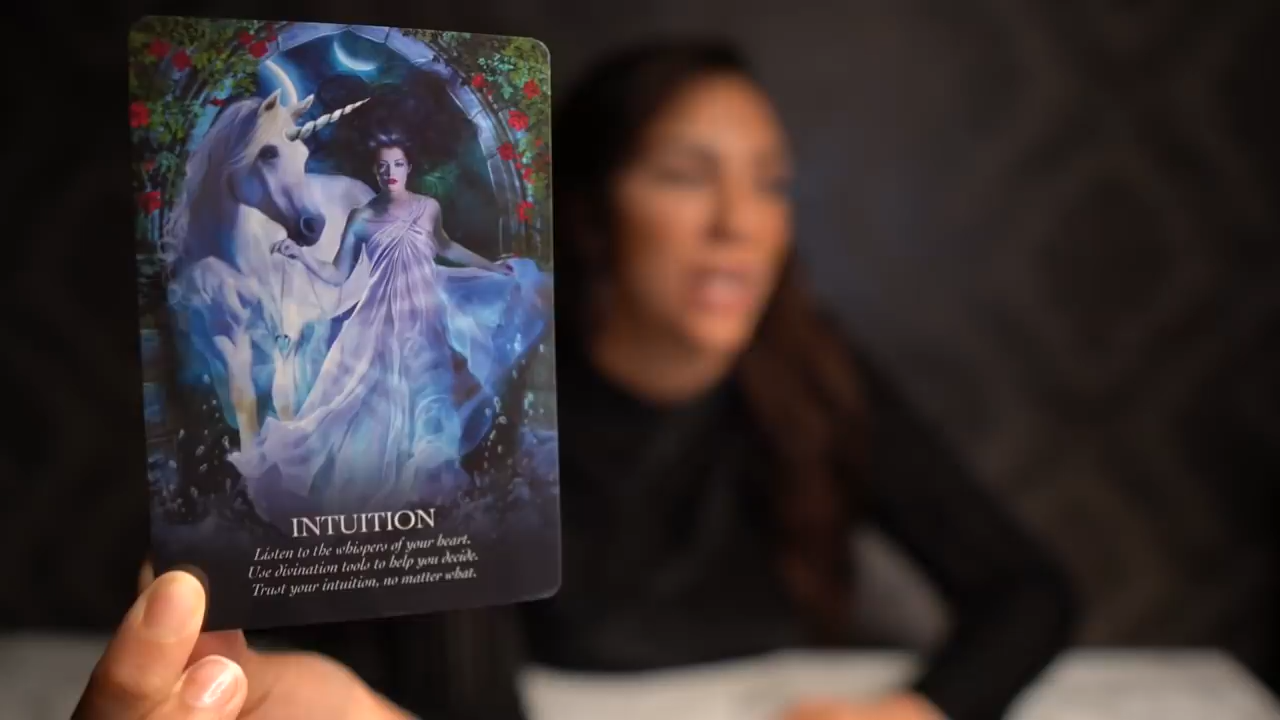 INTUITION
Listen to the whispers of your heart.
Use divination tools to help you decide.
Trust your intuition, no matter what.